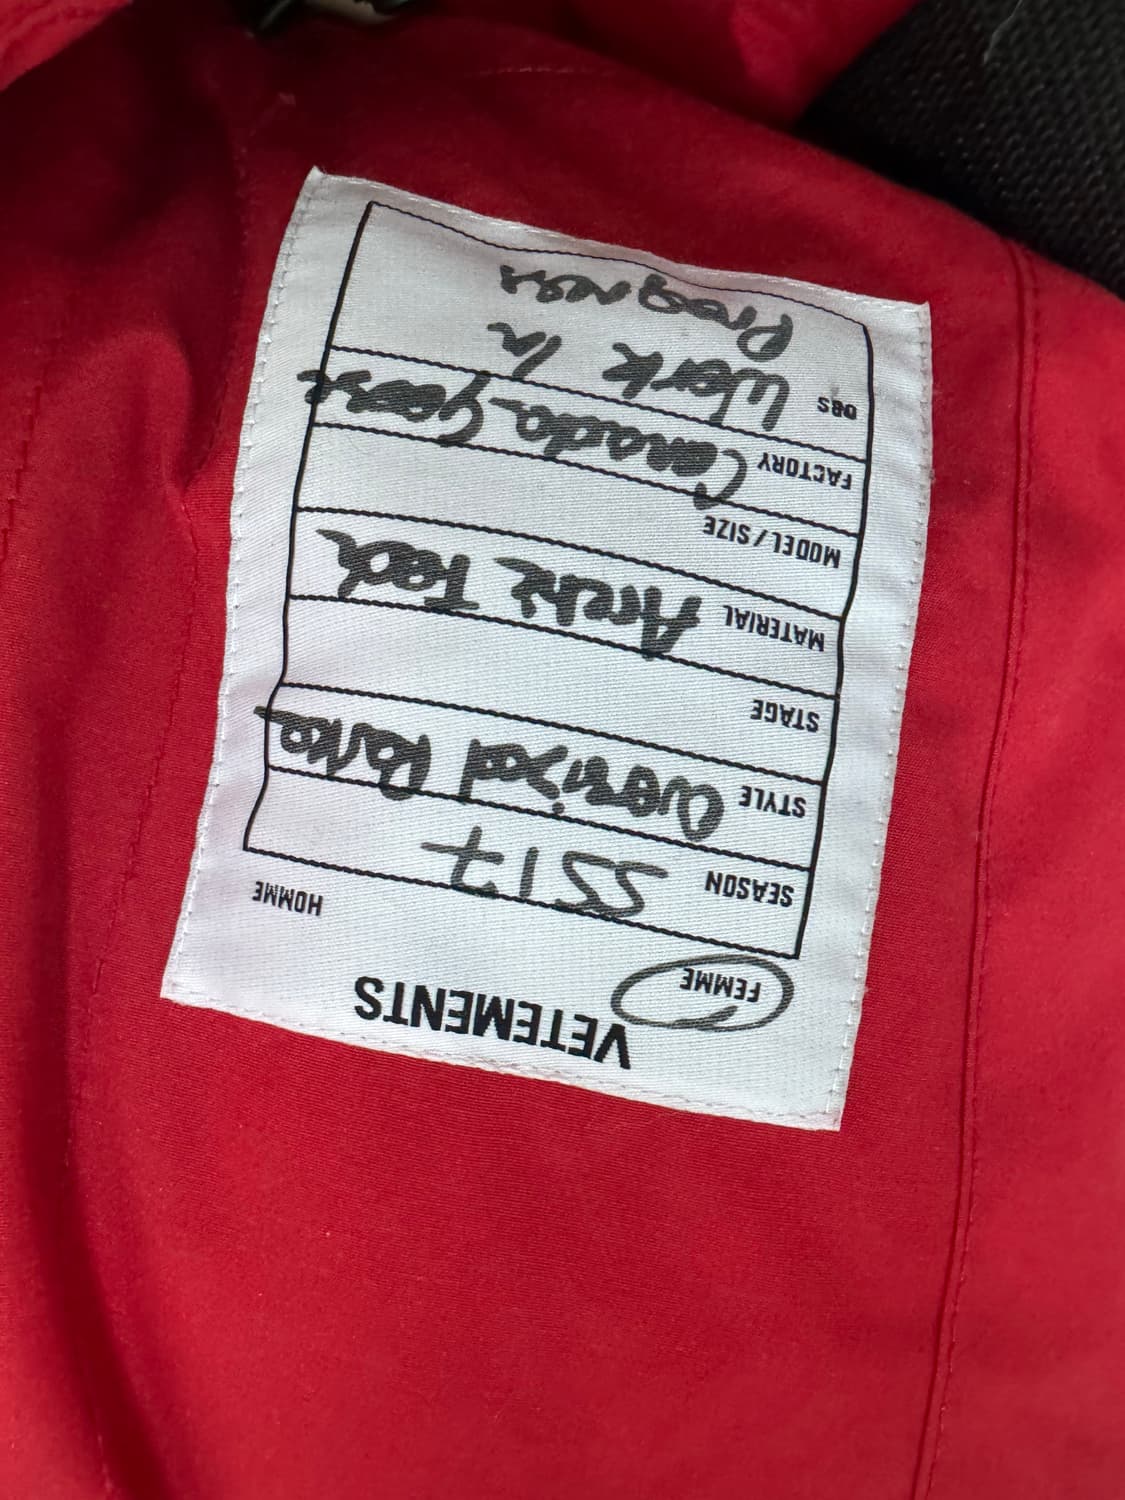 VETEMENTS
FEMME HOMME
SEASON SS17
STYLE Oversized Parka
STAGE
MATERIAL Arctic Tech
MODEL/SIZE
FACTORY Canada Goose
OBS Work In
Progress